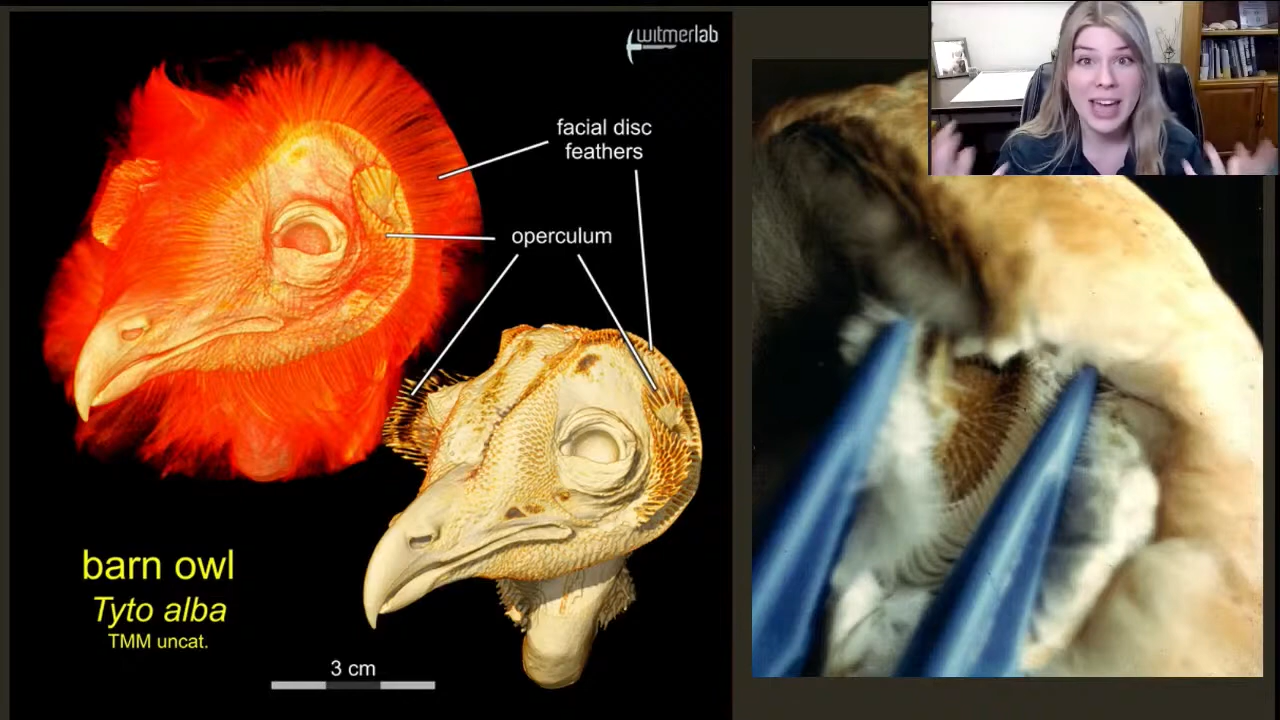 witmerlab
facial disc
feathers
operculum
barn owl
Tyto alba
TMM uncat.
3 cm